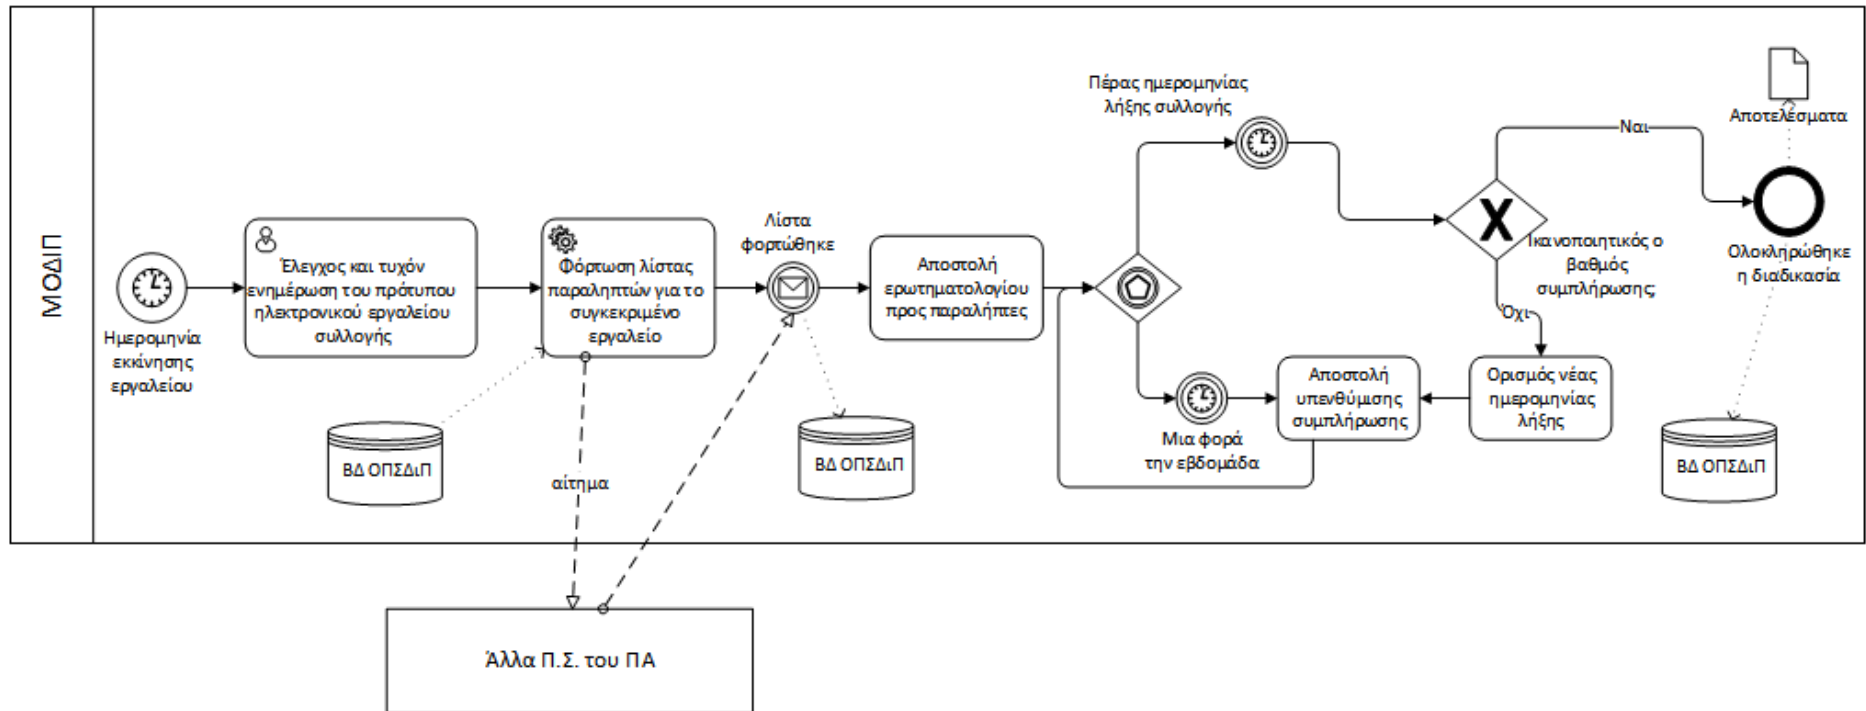 ΜΟΔΙΠ
Ημερομηνία
εκκίνησης
εργαλείου
Έλεγχος και τυχόν
ενημέρωση του πρότυπου
ηλεκτρονικού εργαλείου
συλλογής
ΒΔ ΟΠΣΔιΠ
Φόρτωση λίστας
παραληπτών για το
συγκεκριμένο
εργαλείο
αίτημα
Άλλα Π.Σ. του ΠΑ
Λίστα
φορτώθηκε
ΒΔ ΟΠΣΔιΠ
Αποστολή
ερωτηματολογίου
προς παραλήπτες
Πέρας ημερομηνίας
λήξης συλλογής
Μια φορά
την εβδομάδα
Αποστολή
υπενθύμισης
συμπλήρωσης
X
Ικανοποιητικός ο
βαθμός
συμπλήρωσης;
Ναι
Όχι
Ορισμός νέας
ημερομηνίας
λήξης
Αποτελέσματα
Ολοκληρώθηκε
η διαδικασία
ΒΔ ΟΠΣΔιΠ